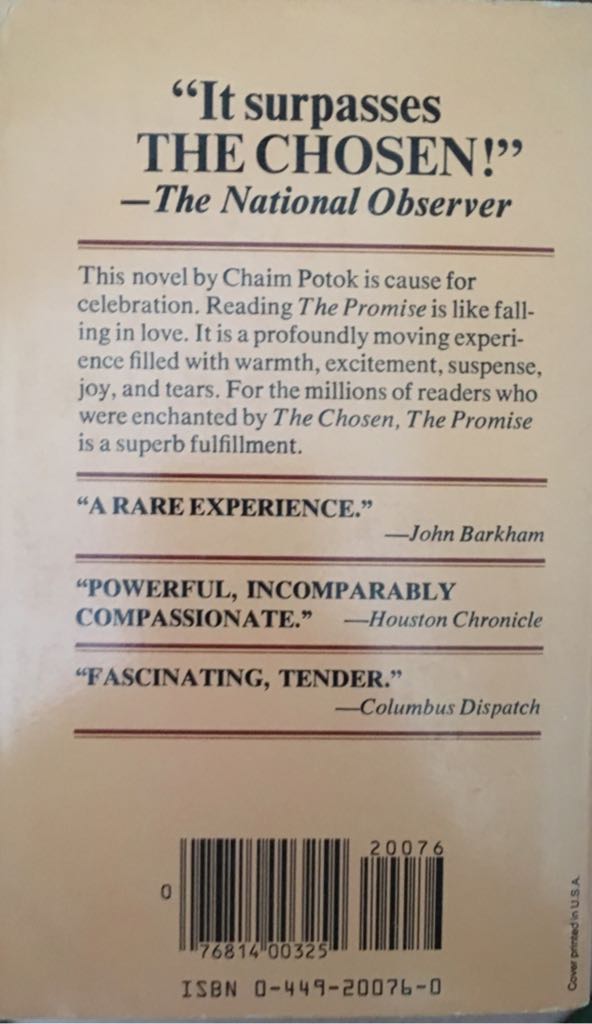 “It surpasses
THE CHOSEN!”
—The National Observer
This novel by Chaim Potok is cause for
celebration. Reading The Promise is like fall-
ing in love. It is a profoundly moving experi-
ence filled with warmth, excitement, suspense,
joy, and tears. For the millions of readers who
were enchanted by The Chosen, The Promise
is a superb fulfillment.
“A RARE EXPERIENCE.”
—John Barkham
“POWERFUL, INCOMPARABLY
COMPASSIONATE.” —Houston Chronicle
“FASCINATING, TENDER.”
—Columbus Dispatch
20076
0
76814 00325
ISBN 0-449-20076-0
Cover printed in U.S.A.